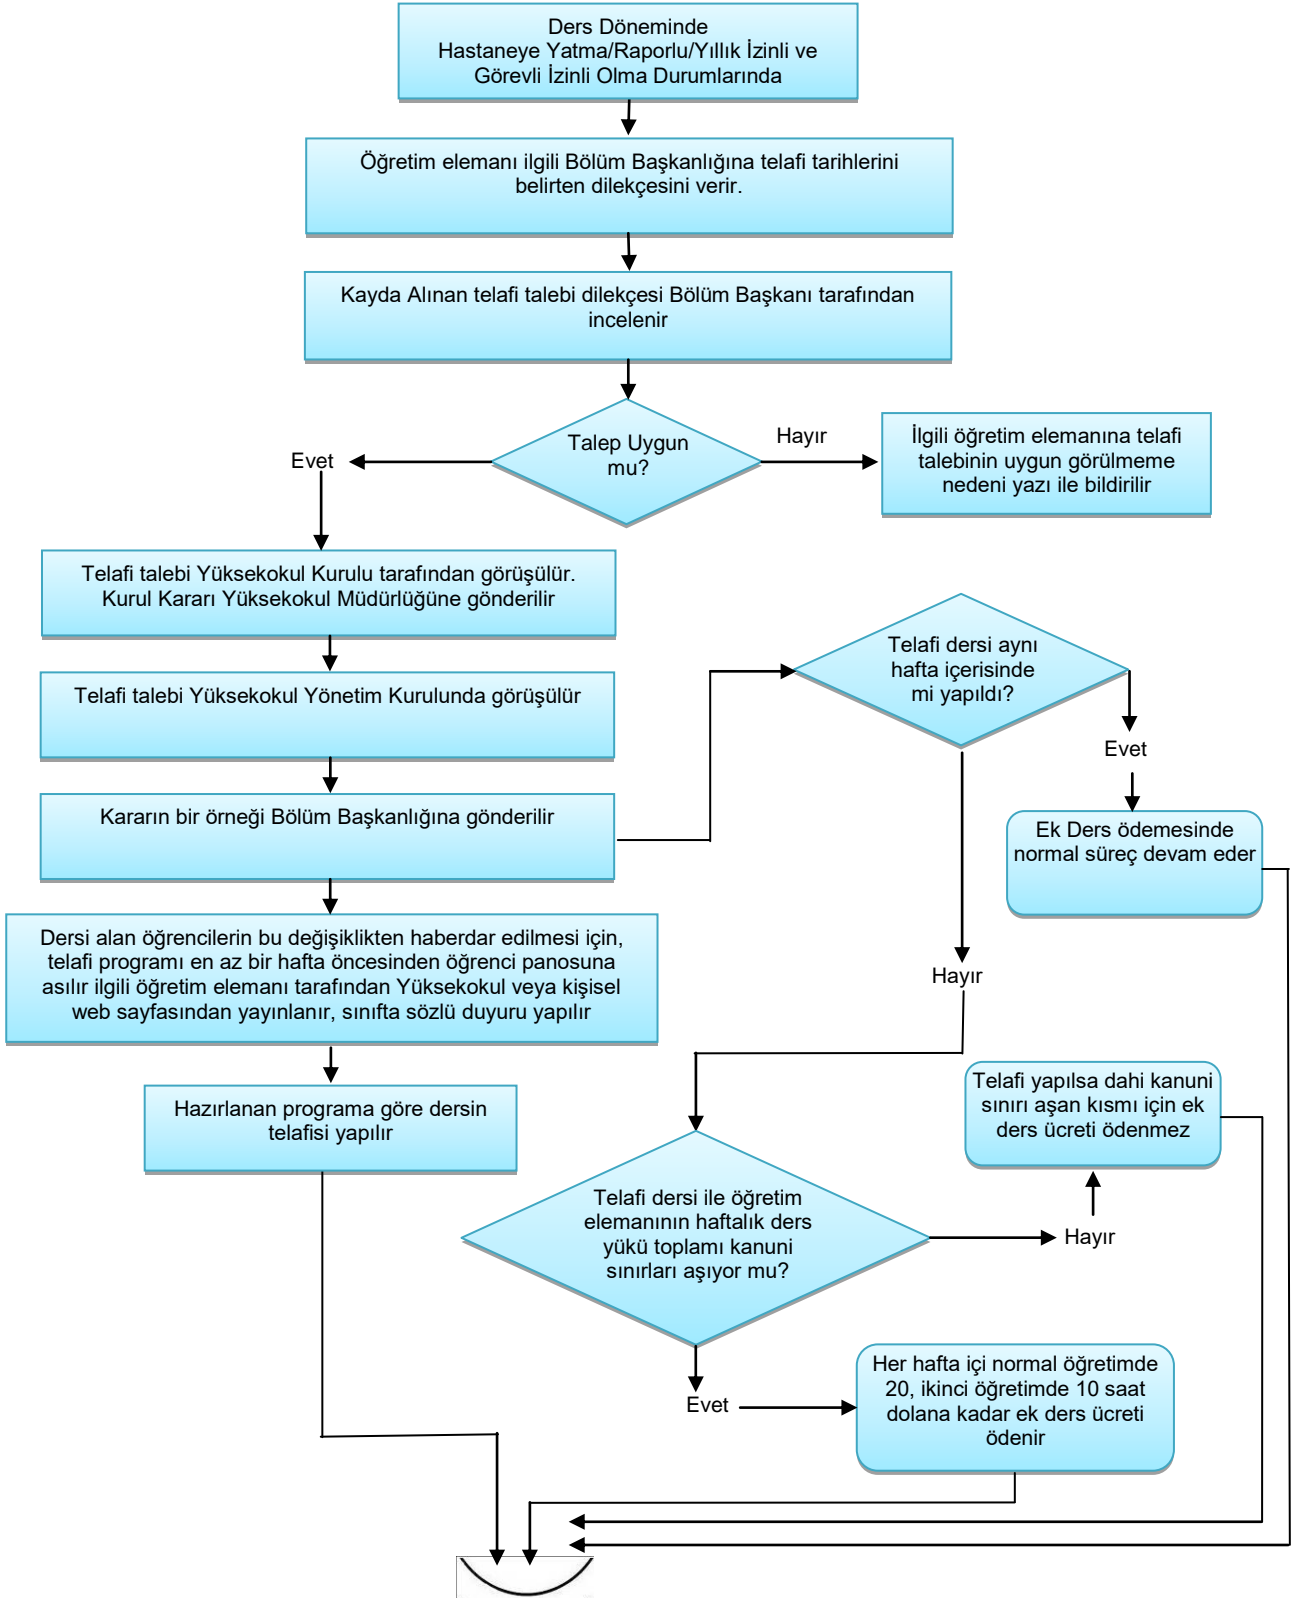 Ders Döneminde
Hastaneye Yatma/Raporlu/Yıllık İzinli ve
Görevli İzinli Olma Durumlarında
Öğretim elemanı ilgili Bölüm Başkanlığına telafi tarihlerini
belirten dilekçesini verir.
Kayda Alınan telafi talebi dilekçesi Bölüm Başkanı tarafından
incelenir
Talep Uygun
mu?
Hayır
İlgili öğretim elemanına telafi
talebinin uygun görülmeme
nedeni yazı ile bildirilir
Evet
Telafi talebi Yüksekokul Kurulu tarafından görüşülür.
Kurul Kararı Yüksekokul Müdürlüğüne gönderilir
Telafi talebi Yüksekokul Yönetim Kurulunda görüşülür
Kararın bir örneği Bölüm Başkanlığına gönderilir
Dersi alan öğrencilerin bu değişiklikten haberdar edilmesi için,
telafi programı en az bir hafta öncesinden öğrenci panosuna
asılır ilgili öğretim elemanı tarafından Yüksekokul veya kişisel
web sayfasından yayınlanır, sınıfta sözlü duyuru yapılır
Hazırlanan programa göre dersin
telafisi yapılır
Telafi dersi aynı
hafta içerisinde
mi yapıldı?
Evet
Ek Ders ödemesinde
normal süreç devam eder
Hayır
Telafi dersi ile öğretim
elemanının haftalık ders
yükü toplamı kanuni
sınırları aşıyor mu?
Hayır
Telafi yapılsa dahi kanuni
sınırı aşan kısmı için ek
ders ücreti ödenmez
Evet
Her hafta içi normal öğretimde
20, ikinci öğretimde 10 saat
dolana kadar ek ders ücreti
ödenir